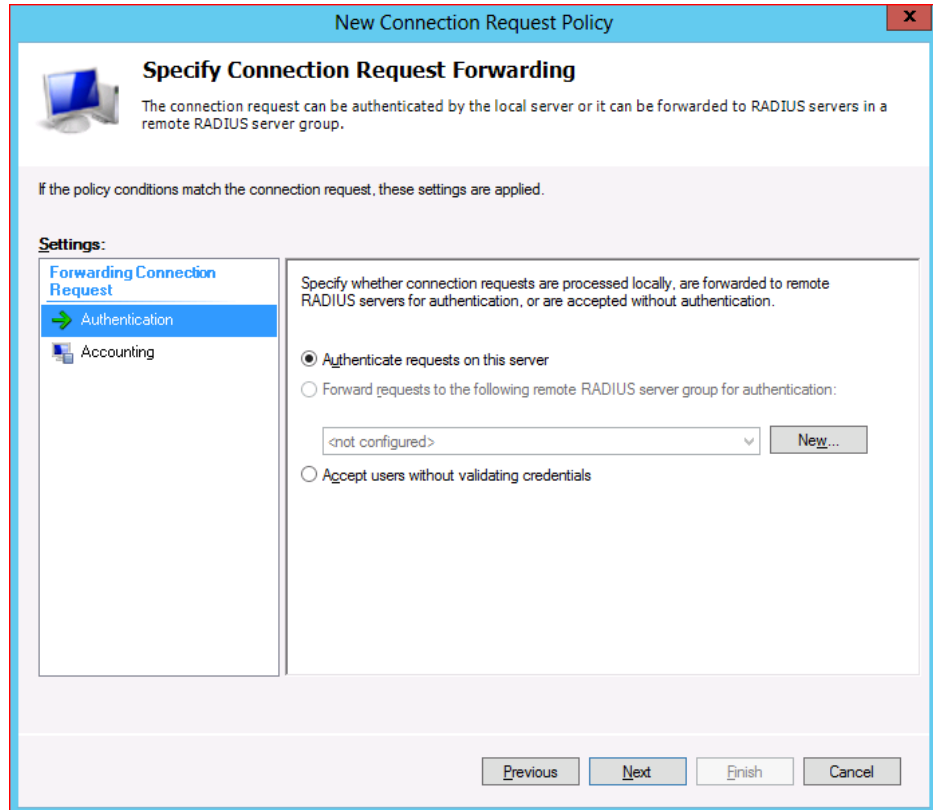 New Connection Request Policy
x
Specify Connection Request Forwarding
The connection request can be authenticated by the local server or it can be forwarded to RADIUS servers in a
remote RADIUS server group.
If the policy conditions match the connection request, these settings are applied.
Settings:
Forwarding Connection
Request
Authentication
Accounting
Specify whether connection requests are processed locally, are forwarded to remote
RADIUS servers for authentication, or are accepted without authentication.
Authenticate requests on this server
Forward requests to the following remote RADIUS server group for authentication:
<not configured>
New...
Accept users without validating credentials
Previous
Next
Finish
Cancel